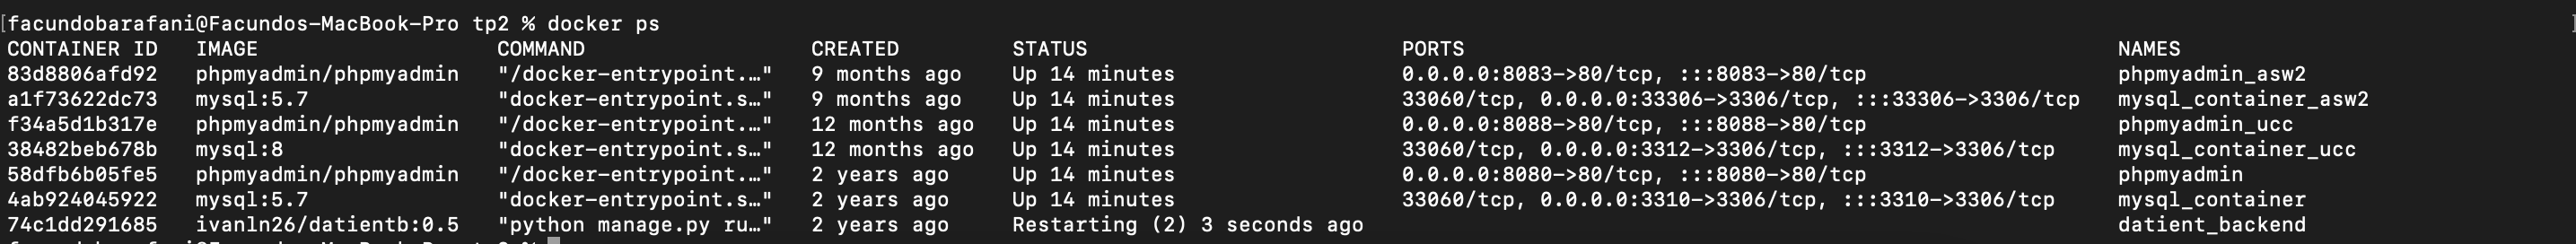 [facundobarafani@Facundos-MacBook-Pro tp2 % docker ps ]
CONTAINER ID   IMAGE                   COMMAND                  CREATED         STATUS                         PORTS                                                    NAMES
83d8806afd92   phpmyadmin/phpmyadmin   "/docker-entrypoint.…"   9 months ago    Up 14 minutes                  0.0.0.0:8083->80/tcp, :::8083->80/tcp                    phpmyadmin_asw2
a1f73622dc73   mysql:5.7               "docker-entrypoint.s…"   9 months ago    Up 14 minutes                  33060/tcp, 0.0.0.0:33306->3306/tcp, :::33306->3306/tcp   mysql_container_asw2
f34a5d1b317e   phpmyadmin/phpmyadmin   "/docker-entrypoint.…"   12 months ago   Up 14 minutes                  0.0.0.0:8088->80/tcp, :::8088->80/tcp                    phpmyadmin_ucc
38482beb678b   mysql:8                 "docker-entrypoint.s…"   12 months ago   Up 14 minutes                  33060/tcp, 0.0.0.0:3312->3306/tcp, :::3312->3306/tcp     mysql_container_ucc
58dfb6b05fe5   phpmyadmin/phpmyadmin   "/docker-entrypoint.…"   2 years ago     Up 14 minutes                  0.0.0.0:8080->80/tcp, :::8080->80/tcp                    phpmyadmin
4ab924045922   mysql:5.7               "docker-entrypoint.s…"   2 years ago     Up 14 minutes                  33060/tcp, 0.0.0.0:3310->3306/tcp, :::3310->3306/tcp     mysql_container
74c1dd291685   ivanln26/datientb:0.5   "python manage.py ru…"   2 years ago     Restarting (2) 3 seconds ago                                                            datient_backend